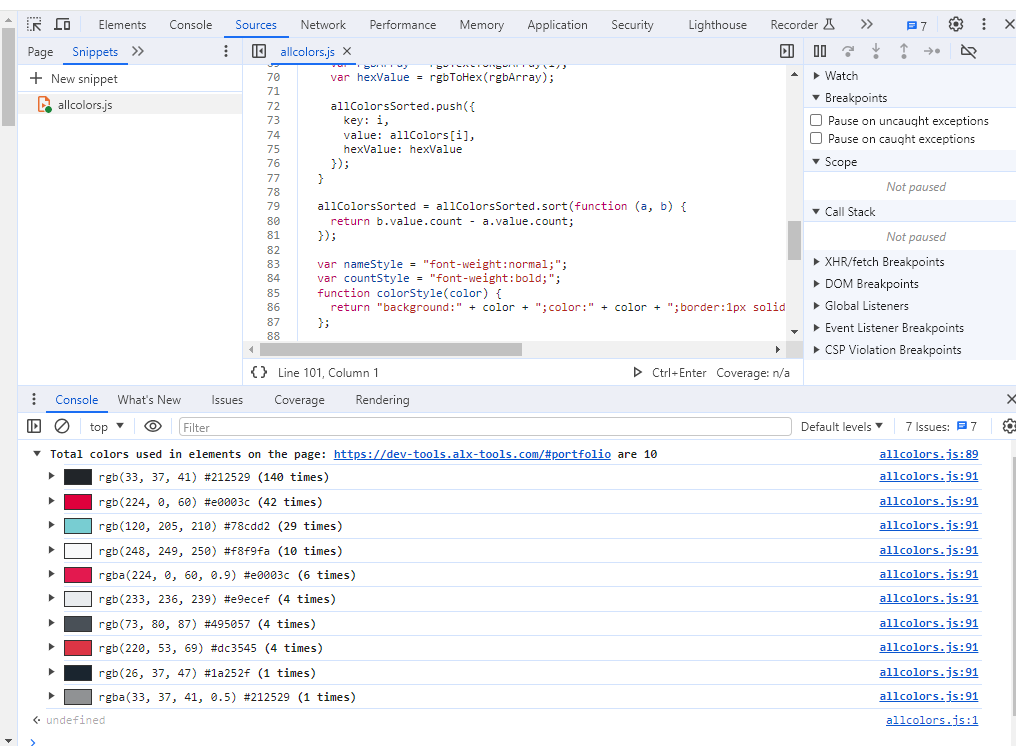 Elements Console Sources Network Performance Memory Application Security Lighthouse Recorder 7
Page Snippets allcolors.js
New snippet
allcolors.js
70 var hexValue = rgbToHex(rgbArray);
71
72 allColorsSorted.push({
73 key: i,
74 value: allColors[i],
75 hexValue: hexValue
76 });
77 }
78
79 allColorsSorted = allColorsSorted.sort(function (a, b) {
80 return b.value.count - a.value.count;
81 });
82
83 var nameStyle = "font-weight:normal;";
84 var countStyle = "font-weight:bold;";
85 function colorStyle(color) {
86 return "background:" + color + ";color:" + color + ";border:1px solid
87 };
88
{} Line 101, Column 1 Ctrl+Enter Coverage: n/a
Watch
Breakpoints
Pause on uncaught exceptions
Pause on caught exceptions
Scope
Not paused
Call Stack
Not paused
XHR/fetch Breakpoints
DOM Breakpoints
Global Listeners
Event Listener Breakpoints
CSP Violation Breakpoints
Console What's New Issues Coverage Rendering
top Filter Default levels 7 Issues: 7
Total colors used in elements on the page: https://dev-tools.alx-tools.com/#portfolio are 10 allcolors.js:89
rgb(33, 37, 41) #212529 (140 times) allcolors.js:91
rgb(224, 0, 60) #e0003c (42 times) allcolors.js:91
rgb(120, 205, 210) #78cdd2 (29 times) allcolors.js:91
rgb(248, 249, 250) #f8f9fa (10 times) allcolors.js:91
rgba(224, 0, 60, 0.9) #e0003c (6 times) allcolors.js:91
rgb(233, 236, 239) #e9ecef (4 times) allcolors.js:91
rgb(73, 80, 87) #495057 (4 times) allcolors.js:91
rgb(220, 53, 69) #dc3545 (4 times) allcolors.js:91
rgb(26, 37, 47) #1a252f (1 times) allcolors.js:91
rgba(33, 37, 41, 0.5) #212529 (1 times) allcolors.js:91
undefined allcolors.js:1